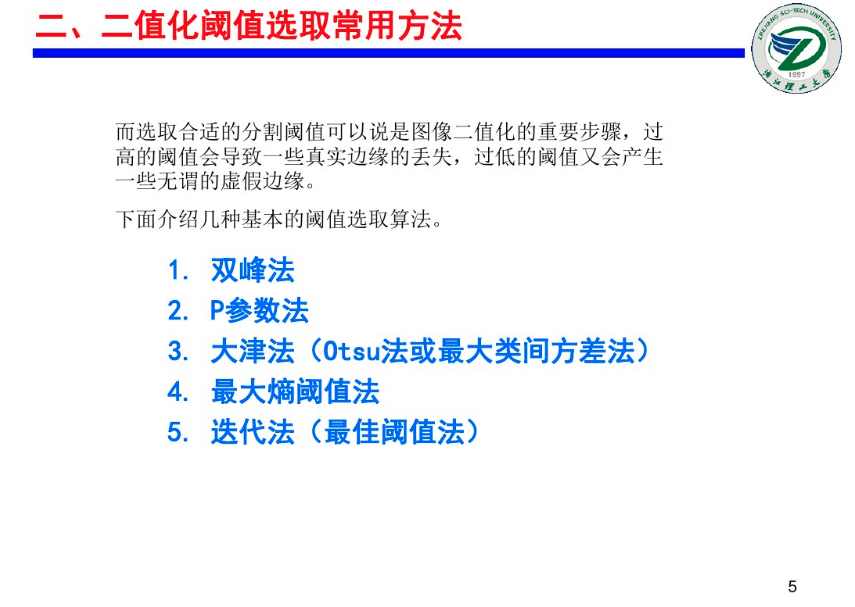 二、二值化阈值选取常用方法
ZHEJIANG SCI-TECH UNIVERSITY
1897
浙江理工大学
而选取合适的分割阈值可以说是图像二值化的重要步骤，过
高的阈值会导致一些真实边缘的丢失，过低的阈值又会产生
一些无谓的虚假边缘。
下面介绍几种基本的阈值选取算法。
1. 双峰法
2. P参数法
3. 大津法（Otsu法或最大类间方差法）
4. 最大熵阈值法
5. 迭代法（最佳阈值法）
5